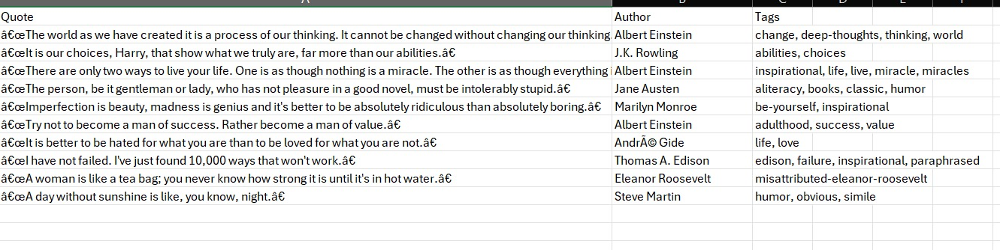 Quote Author Tags
â€œThe world as we have created it is a process of our thinking. It cannot be changed without changing our thinking. Albert Einstein change, deep-thoughts, thinking, world
â€œIt is our choices, Harry, that show what we truly are, far more than our abilities.â€ J.K. Rowling abilities, choices
â€œThere are only two ways to live your life. One is as though nothing is a miracle. The other is as though everything i Albert Einstein inspirational, life, live, miracle, miracles
â€œThe person, be it gentleman or lady, who has not pleasure in a good novel, must be intolerably stupid.â€ Jane Austen aliteracy, books, classic, humor
â€œImperfection is beauty, madness is genius and it's better to be absolutely ridiculous than absolutely boring.â€ Marilyn Monroe be-yourself, inspirational
â€œTry not to become a man of success. Rather become a man of value.â€ Albert Einstein adulthood, success, value
â€œIt is better to be hated for what you are than to be loved for what you are not.â€ AndrÃ© Gide life, love
â€œI have not failed. I've just found 10,000 ways that won't work.â€ Thomas A. Edison edison, failure, inspirational, paraphrased
â€œA woman is like a tea bag; you never know how strong it is until it's in hot water.â€ Eleanor Roosevelt misattributed-eleanor-roosevelt
â€œA day without sunshine is like, you know, night.â€ Steve Martin humor, obvious, simile